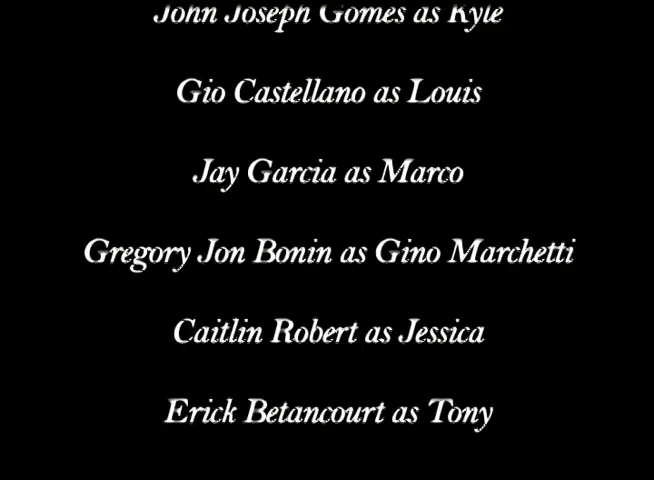 John Joseph Gomes as Kyle
Gio Castellano as Louis
Jay Garcia as Marco
Gregory Jon Bonin as Gino Marchetti
Caitlin Robert as Jessica
Erick Betancourt as Tony